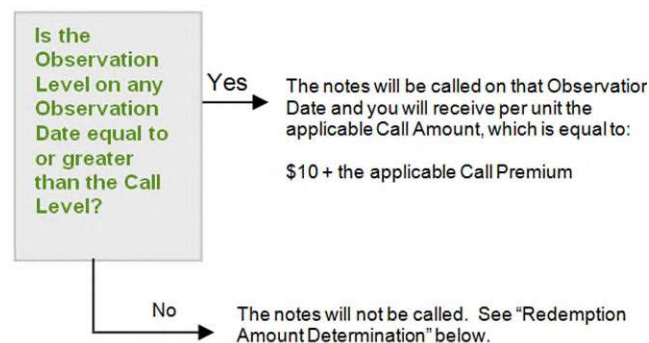 Is the
Observation
Level on any
Observation
Date equal to
or greater
than the Call
Level?
Yes
The notes will be called on that Observation
Date and you will receive per unit the
applicable Call Amount, which is equal to:
$10 + the applicable Call Premium
No
The notes will not be called. See “Redemption
Amount Determination” below.